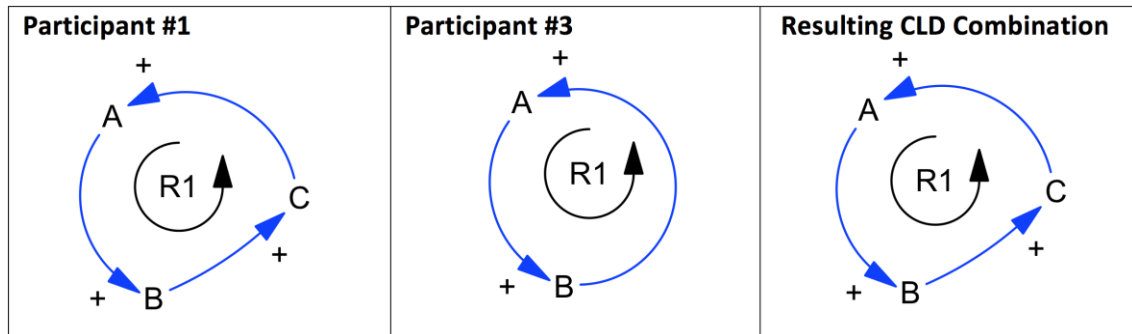 Participant #1
+
A
R1
C
+
+
B
Participant #3
+
A
R1
+
B
Resulting CLD Combination
+
A
R1
C
+
+
B